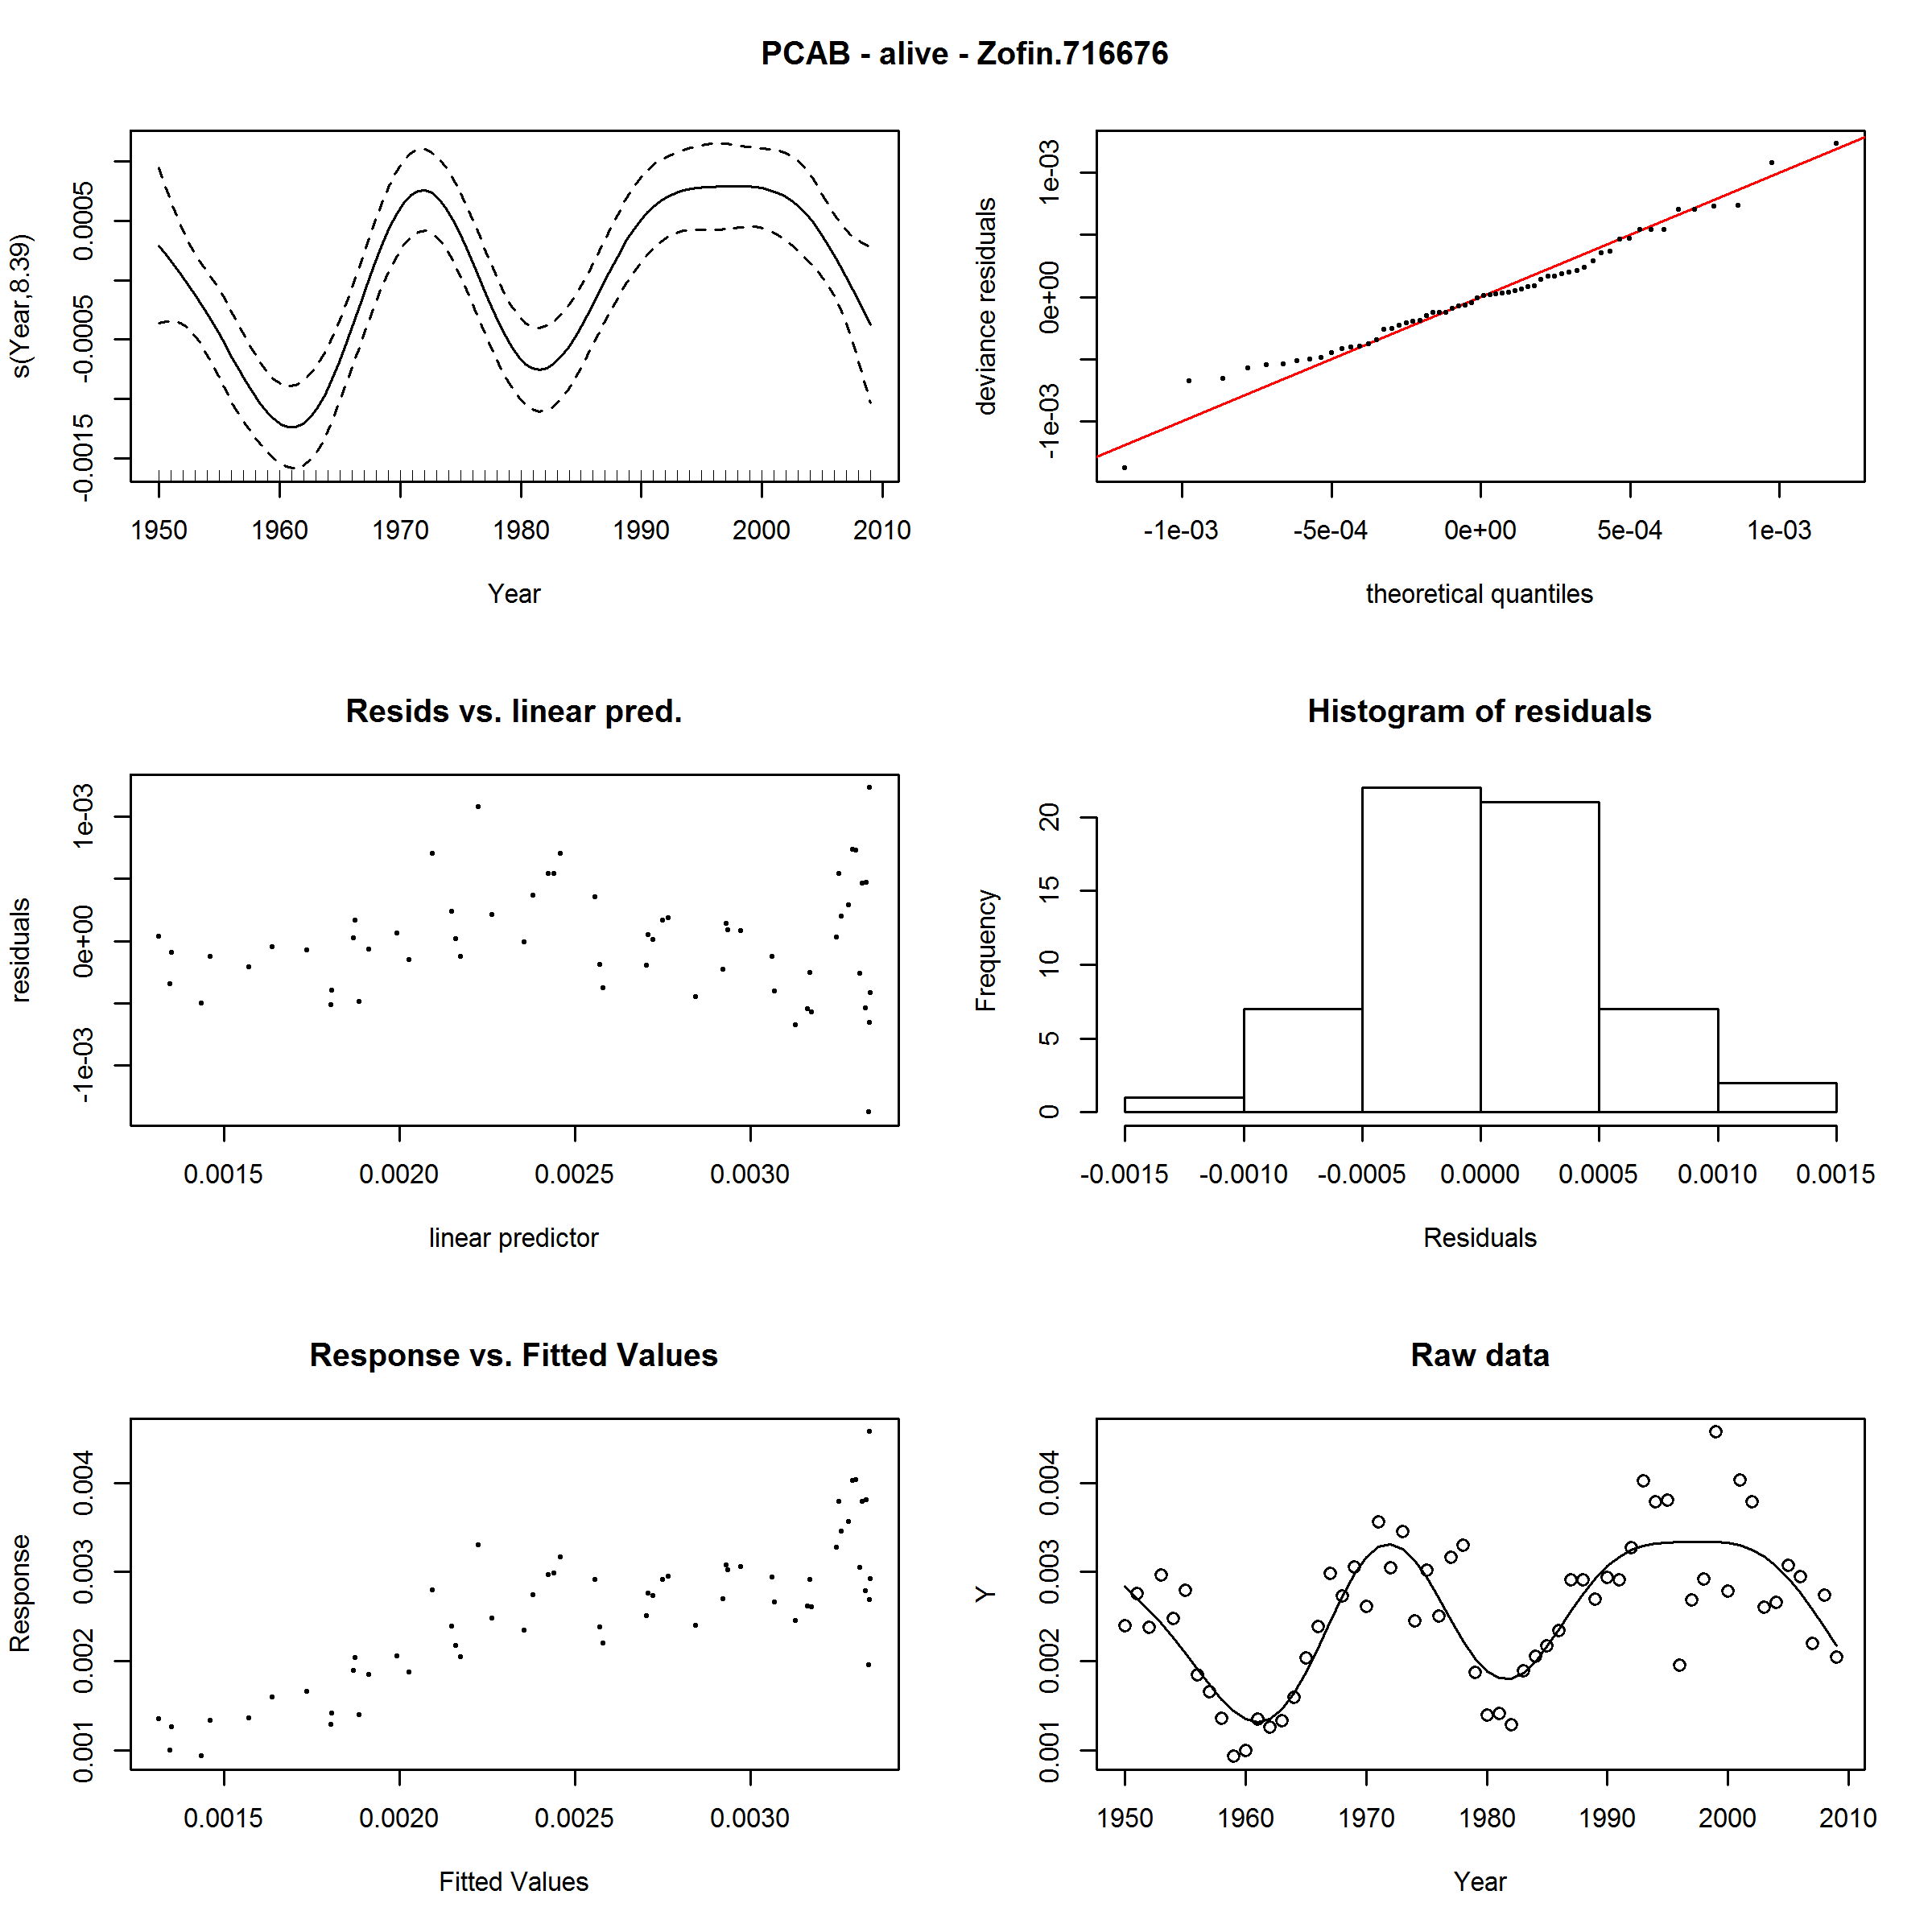 PCAB - alive - Zofin.716676
s(Year,8.39)
-0.0015 -0.0005 0.0005
1950 1960 1970 1980 1990 2000 2010
Year
deviance residuals
-1e-03 0e+00 1e-03
-1e-03 -5e-04 0e+00 5e-04 1e-03
theoretical quantiles
Resids vs. linear pred.
residuals
-1e-03 0e+00 1e-03
0.0015 0.0020 0.0025 0.0030
linear predictor
Histogram of residuals
Frequency
0 5 10 15 20
-0.0015 -0.0010 -0.0005 0.0000 0.0005 0.0010 0.0015
Residuals
Response vs. Fitted Values
Response
0.001 0.002 0.003 0.004
0.0015 0.0020 0.0025 0.0030
Fitted Values
Raw data
Y
0.001 0.002 0.003 0.004
1950 1960 1970 1980 1990 2000 2010
Year